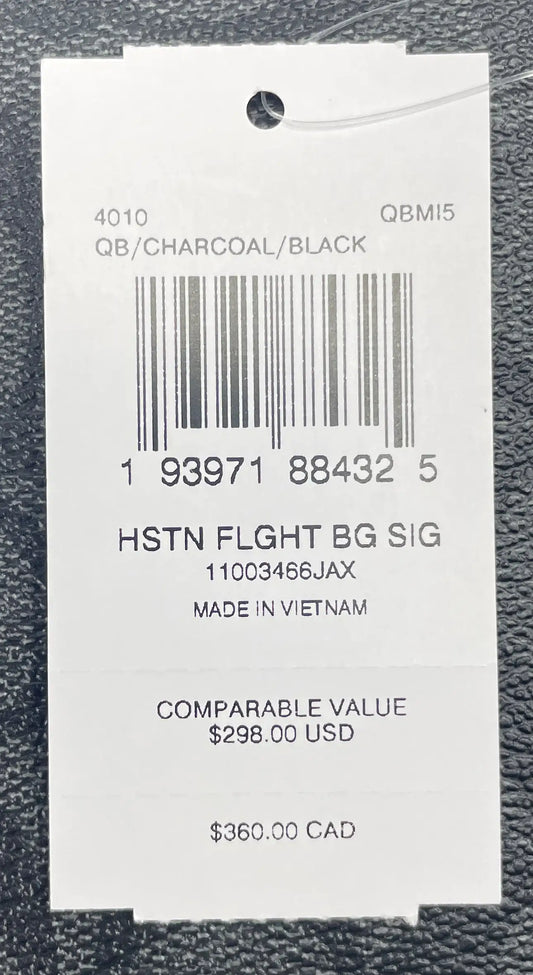 4010 QBMI5
QB/CHARCOAL/BLACK
1 93971 88432 5
HSTN FLGHT BG SIG
11003466JAX
MADE IN VIETNAM
COMPARABLE VALUE
$298.00 USD
$360.00 CAD